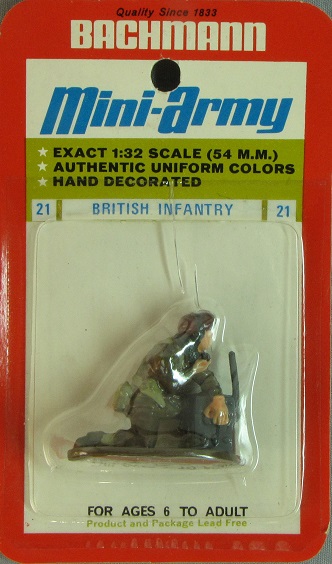 Quality Since 1833
BACHMANN
Mini-Army
★ EXACT 1:32 SCALE (54 M.M.)
★ AUTHENTIC UNIFORM COLORS
★ HAND DECORATED
21 BRITISH INFANTRY 21
FOR AGES 6 TO ADULT
Product and Package Lead Free